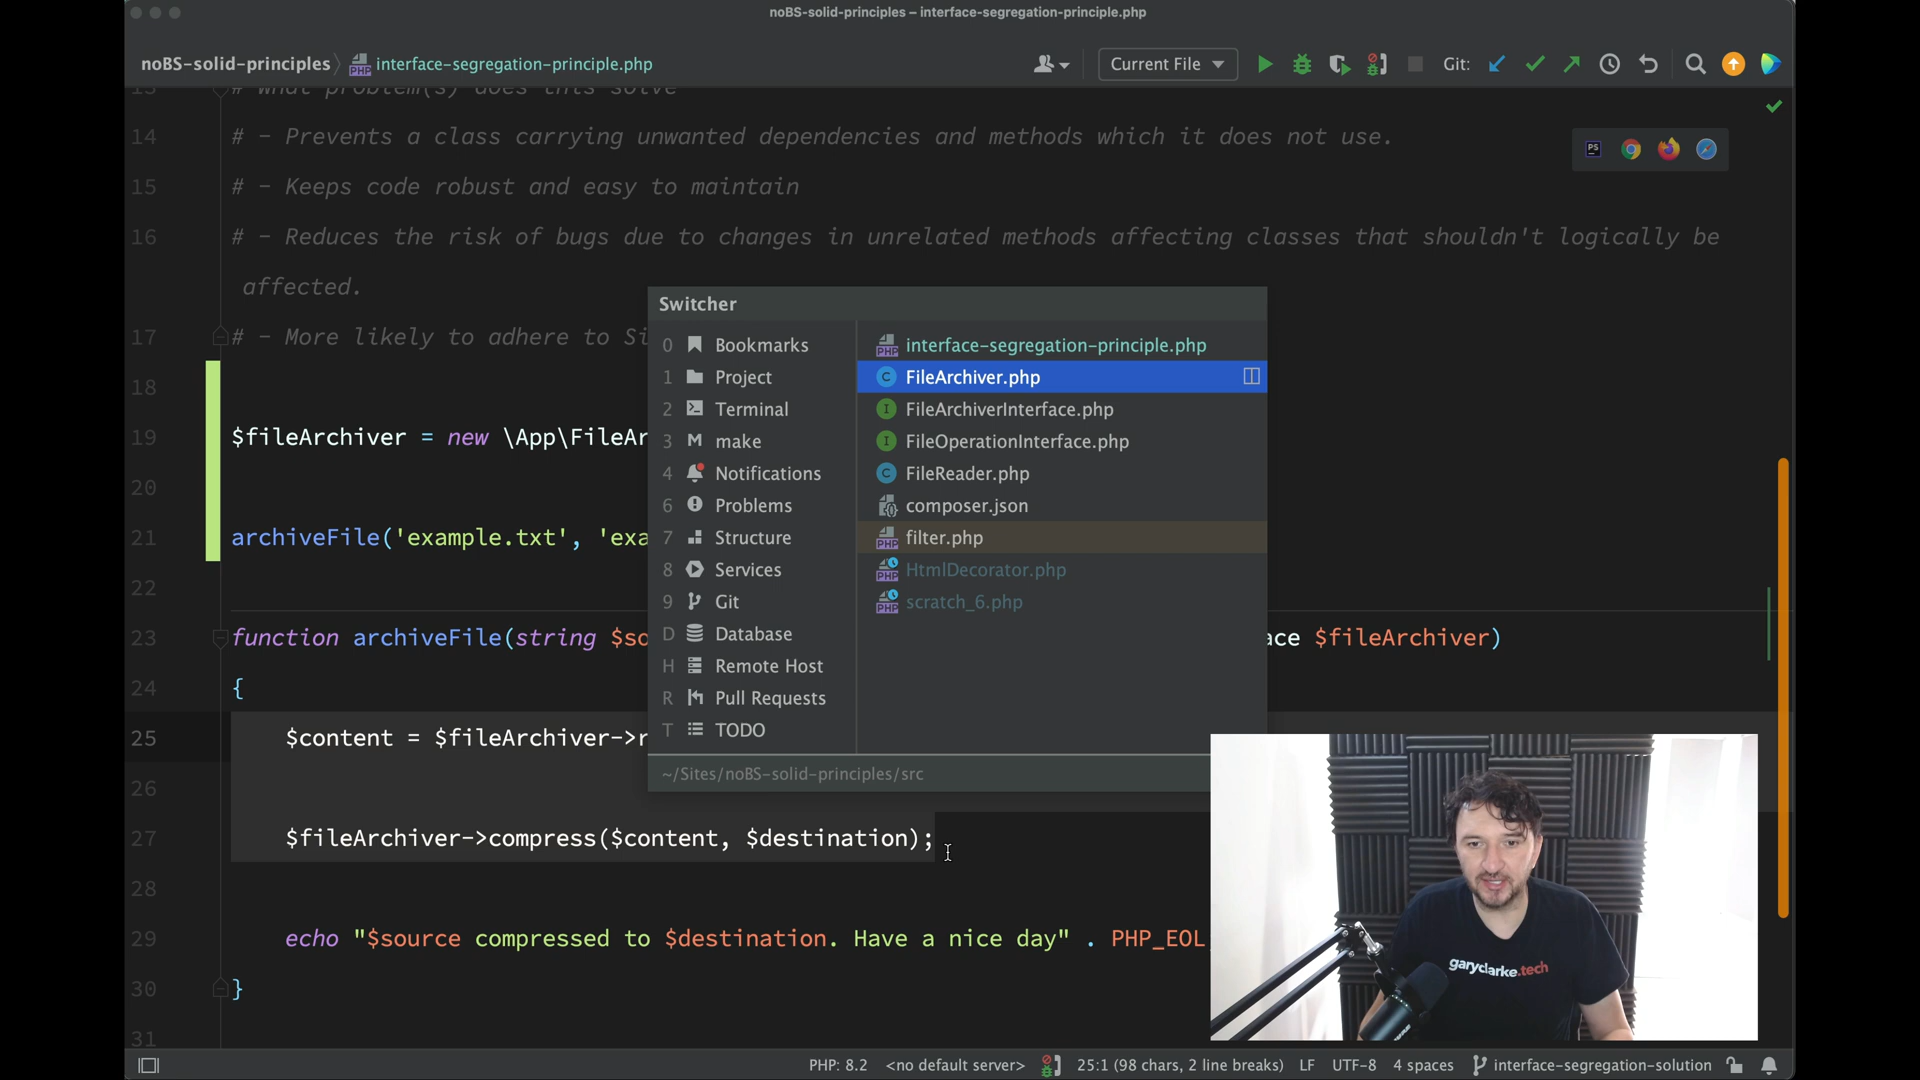 noBS-solid-principles – interface-segregation-principle.php
noBS-solid-principles
interface-segregation-principle.php
Current File
Git:
13 # What problem(s) does this solve
14 # - Prevents a class carrying unwanted dependencies and methods which it does not use.
15 # - Keeps code robust and easy to maintain
16 # - Reduces the risk of bugs due to changes in unrelated methods affecting classes that shouldn't logically be
affected.
17 # - More likely to adhere to Si
18
19 $fileArchiver = new \App\FileAr
20
21 archiveFile('example.txt', 'exa
22
23 function archiveFile(string $so ace $fileArchiver)
24 {
25 $content = $fileArchiver->r
26
27 $fileArchiver->compress($content, $destination);
28
29 echo "$source compressed to $destination. Have a nice day" . PHP_EOL
30 }
31
Switcher
0 Bookmarks
1 Project
2 Terminal
3 make
4 Notifications
6 Problems
7 Structure
8 Services
9 Git
D Database
H Remote Host
R Pull Requests
T TODO
interface-segregation-principle.php
FileArchiver.php
FileArchiverInterface.php
FileOperationInterface.php
FileReader.php
composer.json
filter.php
HtmlDecorator.php
scratch_6.php
~/Sites/noBS-solid-principles/src
garyclarke.tech
PHP: 8.2 <no default server> 25:1 (98 chars, 2 line breaks) LF UTF-8 4 spaces interface-segregation-solution